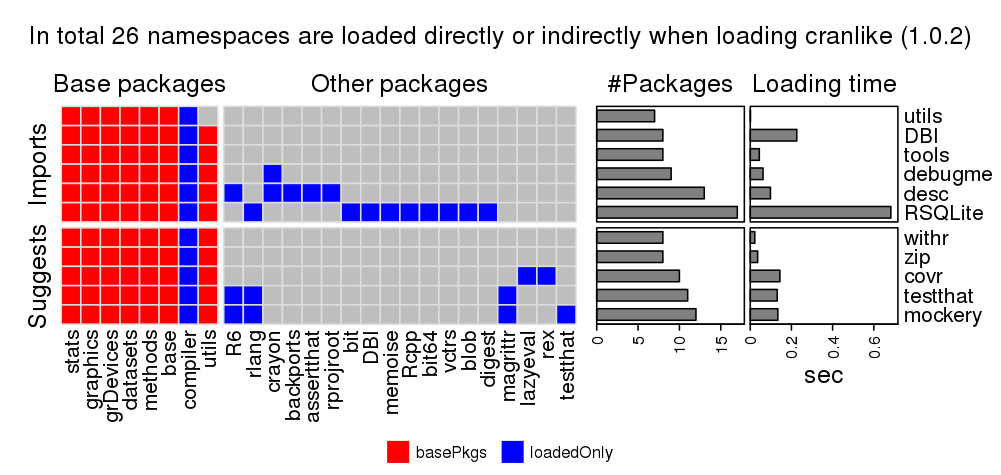 In total 26 namespaces are loaded directly or indirectly when loading cranlike (1.0.2)
Base packages
Other packages
#Packages
Loading time
Imports
utils
DBI
tools
debugme
desc
RSQLite
Suggests
withr
zip
covr
testthat
mockery
stats
graphics
grDevices
datasets
methods
base
compiler
utils
R6
rlang
crayon
backports
assertthat
rprojroot
bit
DBI
memoise
Rcpp
bit64
vctrs
blob
digest
magrittr
lazyeval
rex
testthat
0
5
10
15
0
0.2
0.4
0.6
sec
basePkgs
loadedOnly